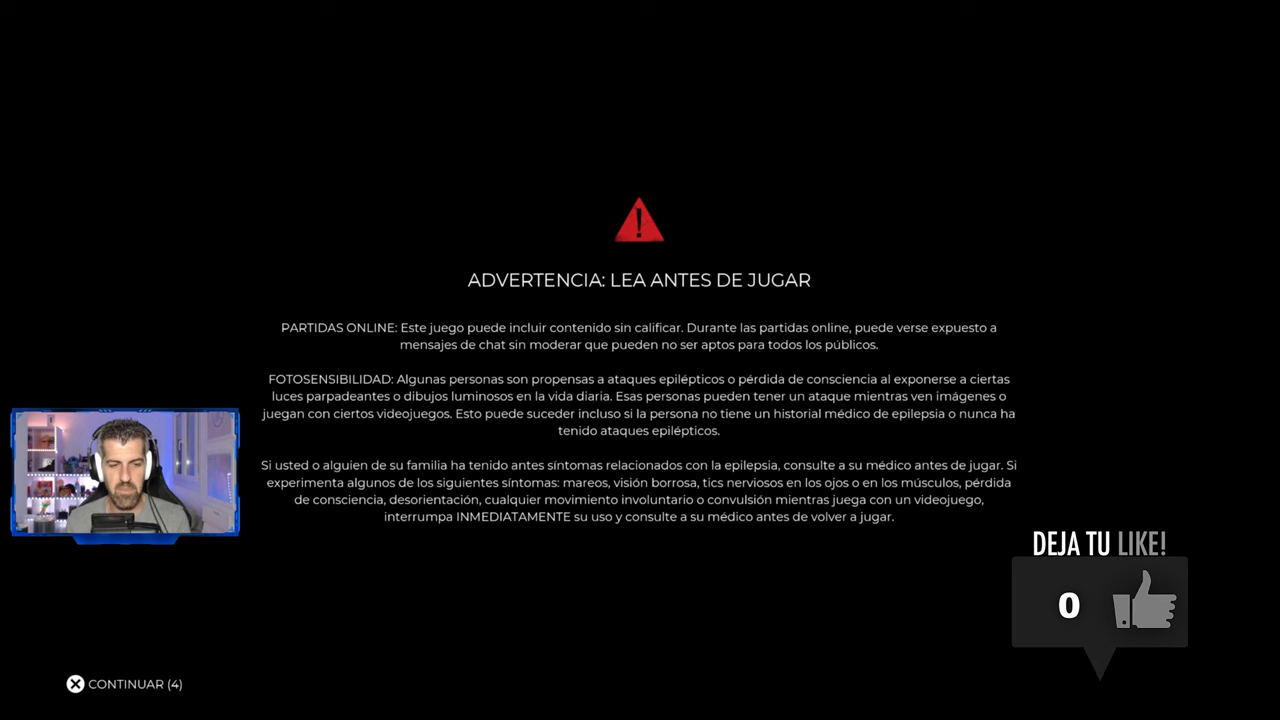 ADVERTENCIA: LEA ANTES DE JUGAR
PARTIDAS ONLINE: Este juego puede incluir contenido sin calificar. Durante las partidas online, puede verse expuesto a
mensajes de chat sin moderar que pueden no ser aptos para todos los públicos.
FOTOSENSIBILIDAD: Algunas personas son propensas a ataques epilépticos o pérdida de consciencia al exponerse a ciertas
luces parpadeantes o dibujos luminosos en la vida diaria. Esas personas pueden tener un ataque mientras ven imágenes o
juegan con ciertos videojuegos. Esto puede suceder incluso si la persona no tiene un historial médico de epilepsia o nunca ha
tenido ataques epilépticos.
Si usted o alguien de su familia ha tenido antes síntomas relacionados con la epilepsia, consulte a su médico antes de jugar. Si
experimenta algunos de los siguientes síntomas: mareos, visión borrosa, tics nerviosos en los ojos o en los músculos, pérdida
de consciencia, desorientación, cualquier movimiento involuntario o convulsión mientras juega con un videojuego,
interrumpa INMEDIATAMENTE su uso y consulte a su médico antes de volver a jugar.
DEJA TU LIKE!
0
CONTINUAR (4)